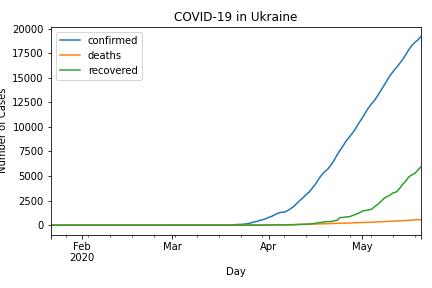 COVID-19 in Ukraine
confirmed
deaths
recovered
20000
17500
15000
12500
10000
7500
5000
2500
0
Number of Cases
Feb
2020
Mar
Apr
May
Day